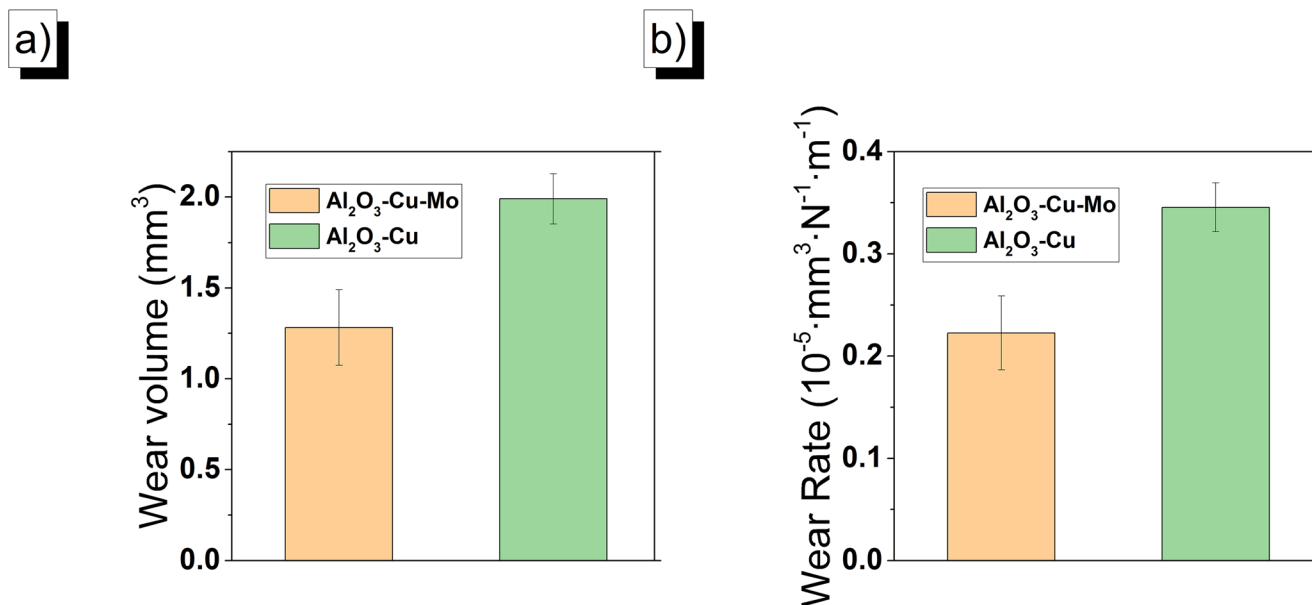 a)
Wear volume (mm³)
2.0
1.5
1.0
0.5
0.0
Al₂O₃-Cu-Mo
Al₂O₃-Cu
b)
Wear Rate (10⁻⁵·mm³·N⁻¹·m⁻¹)
0.4
0.3
0.2
0.1
0.0
Al₂O₃-Cu-Mo
Al₂O₃-Cu